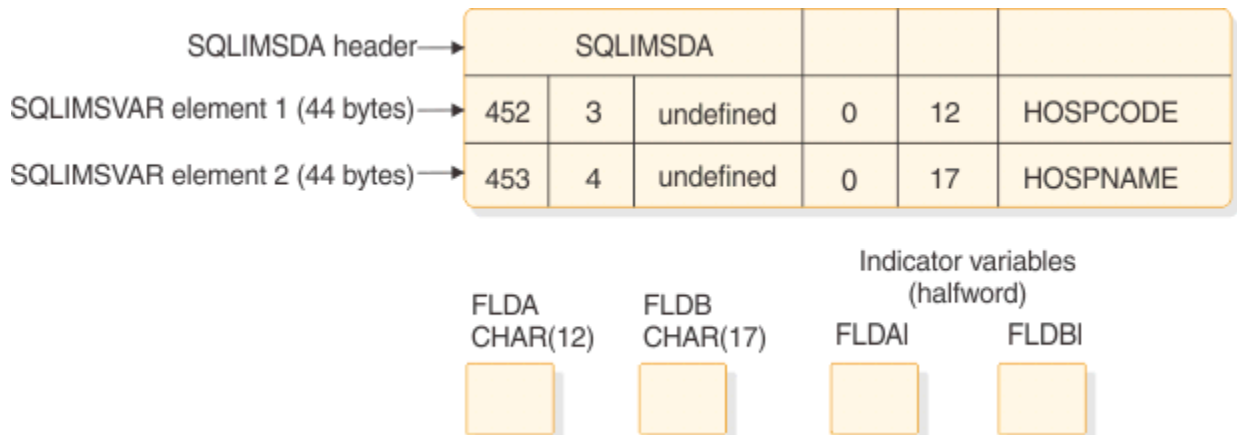 SQLIMSDA header SQLIMSDA
SQLIMSVAR element 1 (44 bytes) 452 3 undefined 0 12 HOSPCODE
SQLIMSVAR element 2 (44 bytes) 453 4 undefined 0 17 HOSPNAME
Indicator variables
(halfword)
FLDA FLDB
CHAR(12) CHAR(17) FLDAI FLDBI